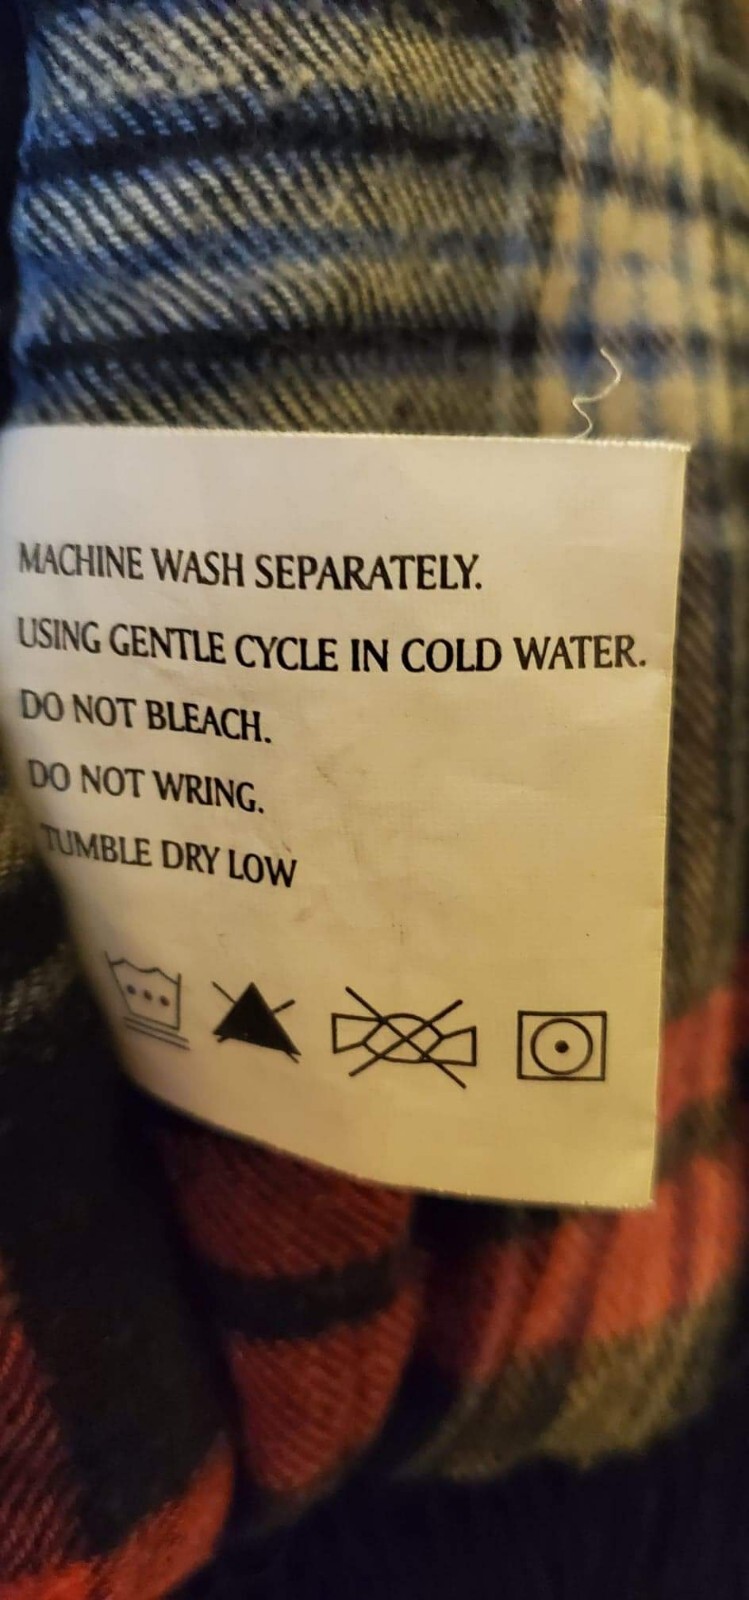 MACHINE WASH SEPARATELY.
USING GENTLE CYCLE IN COLD WATER.
DO NOT BLEACH.
DO NOT WRING.
TUMBLE DRY LOW